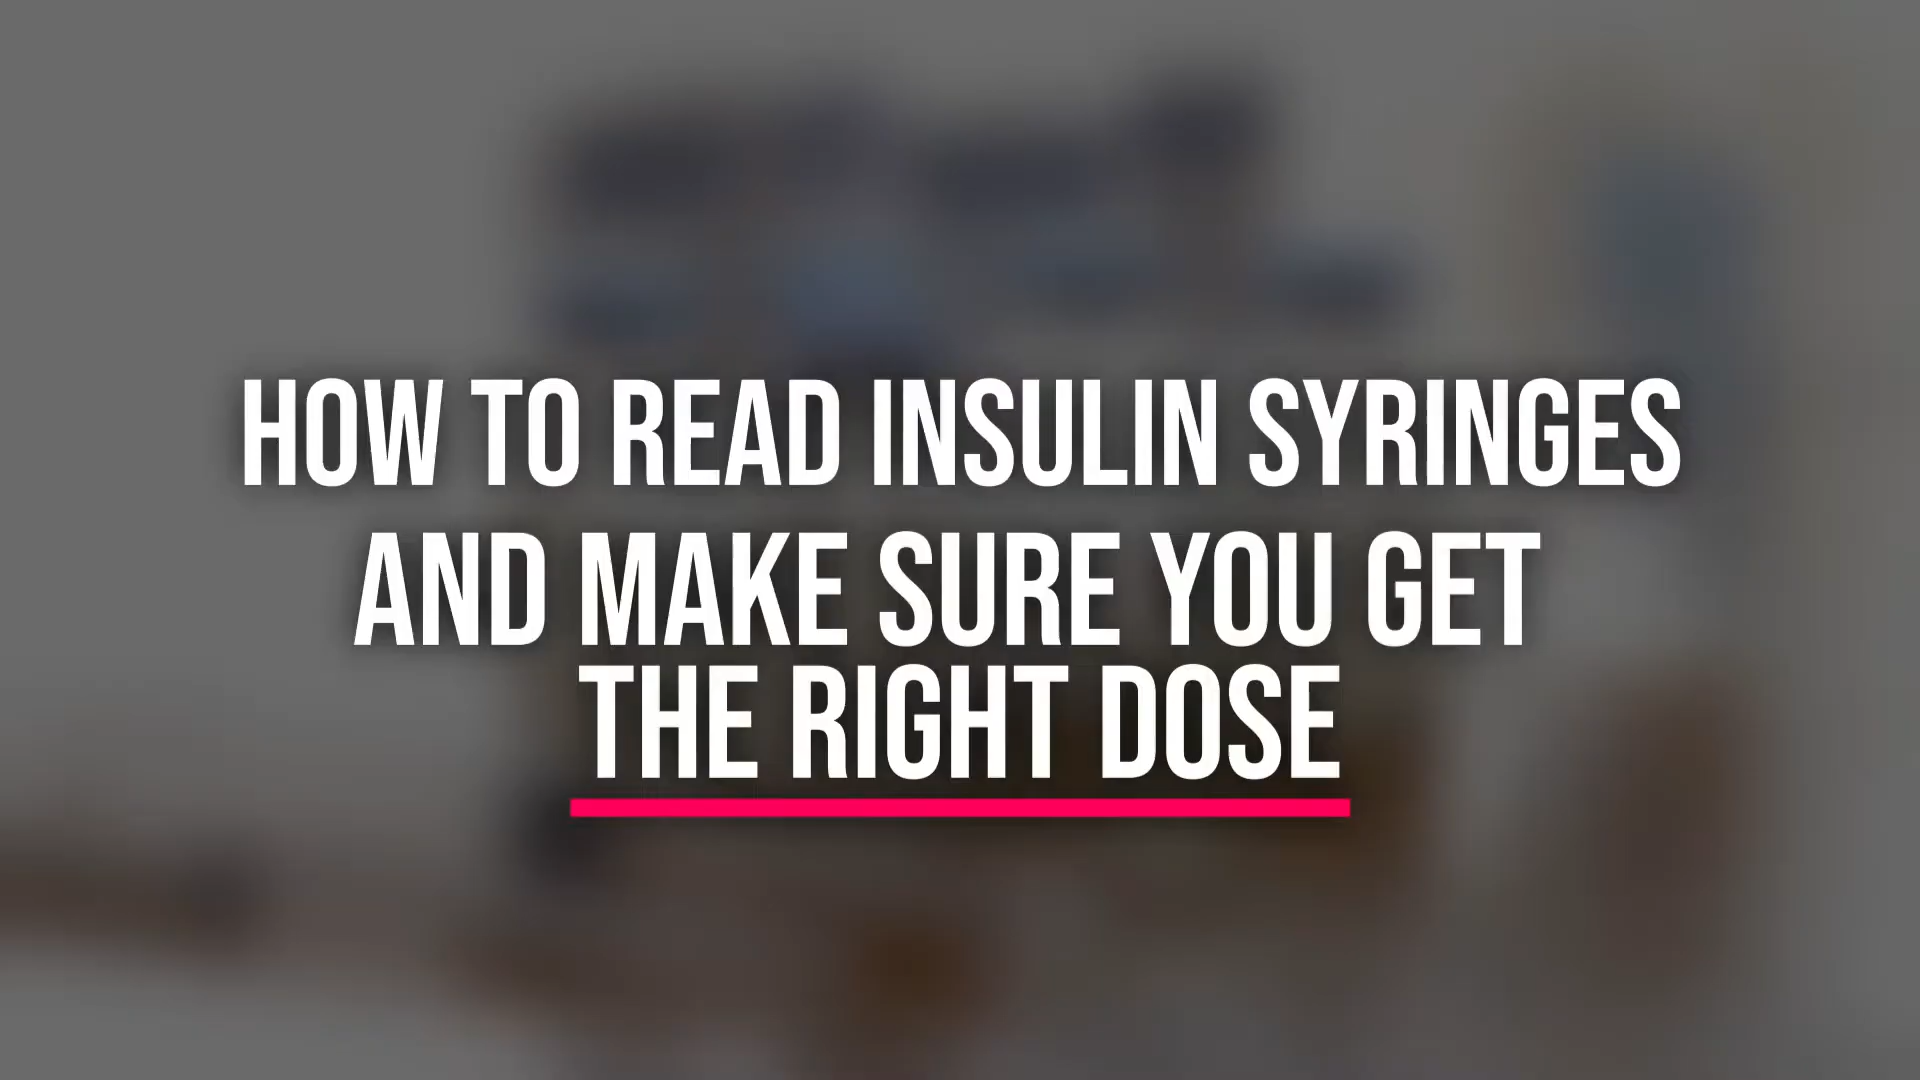 HOW TO READ INSULIN SYRINGES
AND MAKE SURE YOU GET
THE RIGHT DOSE